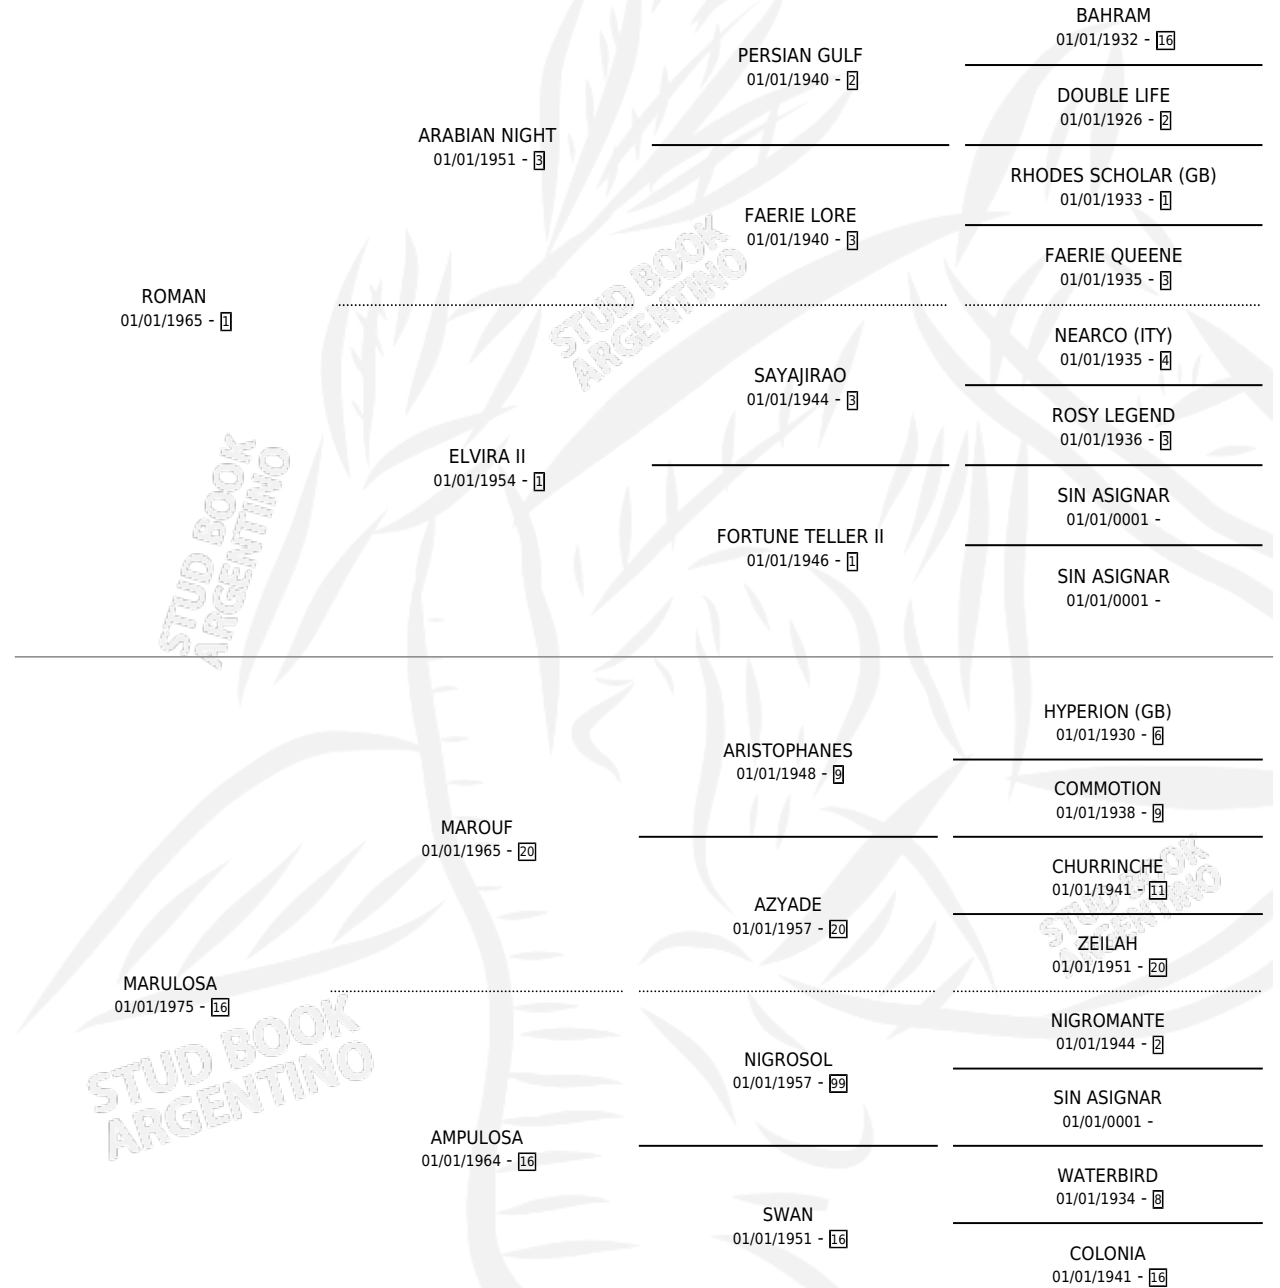 BAHRAM
01/01/1932 - 16
PERSIAN GULF
01/01/1940 - 2
DOUBLE LIFE
01/01/1926 - 2
ARABIAN NIGHT
01/01/1951 - 3
RHODES SCHOLAR (GB)
01/01/1933 - 1
FAERIE LORE
01/01/1940 - 3
FAERIE QUEENE
01/01/1935 - 3
ROMAN
01/01/1965 - 1
NEARCO (ITY)
01/01/1935 - 4
SAYAJIRAO
01/01/1944 - 3
ROSY LEGEND
01/01/1936 - 3
ELVIRA II
01/01/1954 - 1
SIN ASIGNAR
01/01/0001 -
FORTUNE TELLER II
01/01/1946 - 1
SIN ASIGNAR
01/01/0001 -
HYPERION (GB)
01/01/1930 - 6
ARISTOPHANES
01/01/1948 - 9
COMMOTION
01/01/1938 - 9
MAROUF
01/01/1965 - 20
CHURRINCHE
01/01/1941 - 11
AZYADE
01/01/1957 - 20
ZEILAH
01/01/1951 - 20
MARULOSA
01/01/1975 - 16
NIGROMANTE
01/01/1944 - 2
NIGROSOL
01/01/1957 - 99
SIN ASIGNAR
01/01/0001 -
AMPULOSA
01/01/1964 - 16
WATERBIRD
01/01/1934 - 8
SWAN
01/01/1951 - 16
COLONIA
01/01/1941 - 16
STUD BOOK
ARGENTINO
STUD BOOK
ARGENTINO
STUD BOOK
ARGENTINO
STUD BOOK
ARGENTINO